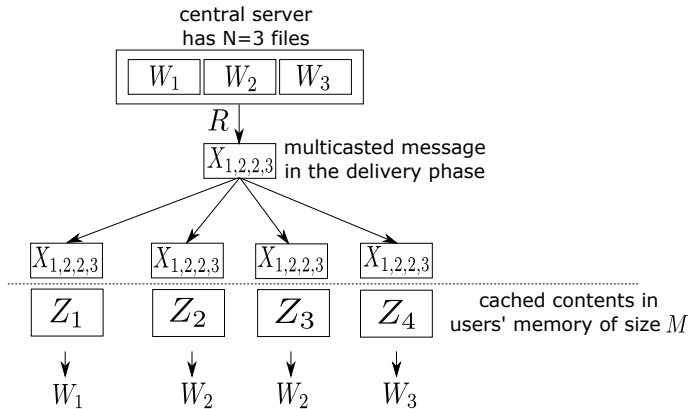 central server
has N=3 files
W₁ W₂ W₃
R
X₁,₂,₂,₃
multicasted message
in the delivery phase
X₁,₂,₂,₃ X₁,₂,₂,₃ X₁,₂,₂,₃ X₁,₂,₂,₃
Z₁ Z₂ Z₃ Z₄
cached contents in
users' memory of size M
W₁ W₂ W₂ W₃